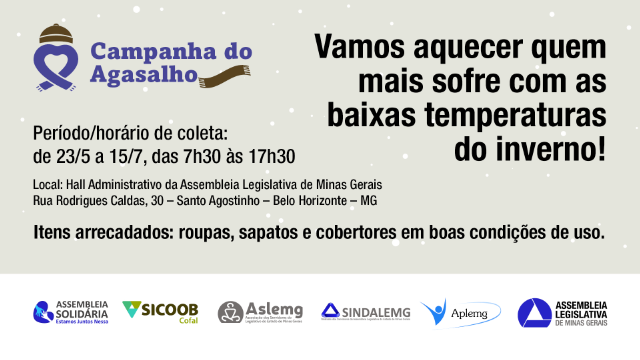 Campanha do
Agasalho
Vamos aquecer quem
mais sofre com as
baixas temperaturas
do inverno!
Período/horário de coleta:
de 23/5 a 15/7, das 7h30 às 17h30
Local: Hall Administrativo da Assembleia Legislativa de Minas Gerais
Rua Rodrigues Caldas, 30 – Santo Agostinho – Belo Horizonte – MG
Itens arrecadados: roupas, sapatos e cobertores em boas condições de uso.
ASSEMBLEIA
SOLIDÁRIA
Estamos Juntos Nessa
SICOOB
Cofal
Aslemg
SINDALEMG
Aplemg
ASSEMBLEIA
LEGISLATIVA
DE MINAS GERAIS